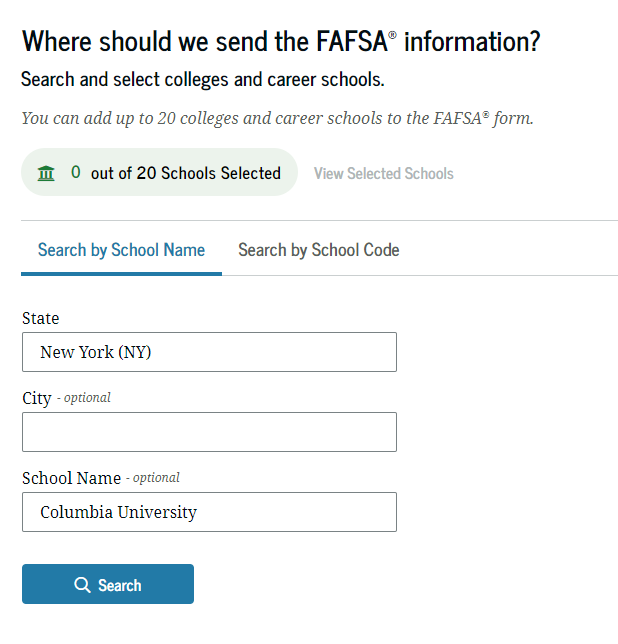 Where should we send the FAFSA® information?
Search and select colleges and career schools.
You can add up to 20 colleges and career schools to the FAFSA® form.
0 out of 20 Schools Selected View Selected Schools
Search by School Name Search by School Code
State
New York (NY)
City - optional
School Name - optional
Columbia University
Search